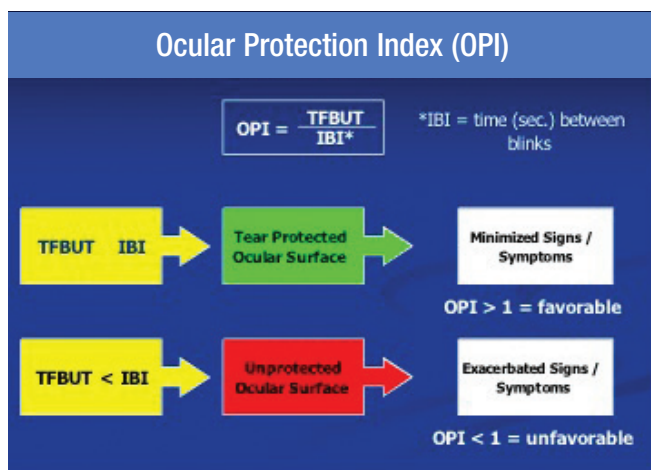 Ocular Protection Index (OPI)
OPI = TFBUT / IBI*
*IBI = time (sec.) between
blinks
TFBUT IBI
Tear Protected
Ocular Surface
Minimized Signs /
Symptoms
OPI > 1 = favorable
TFBUT < IBI
Unprotected
Ocular Surface
Exacerbated Signs /
Symptoms
OPI < 1 = unfavorable